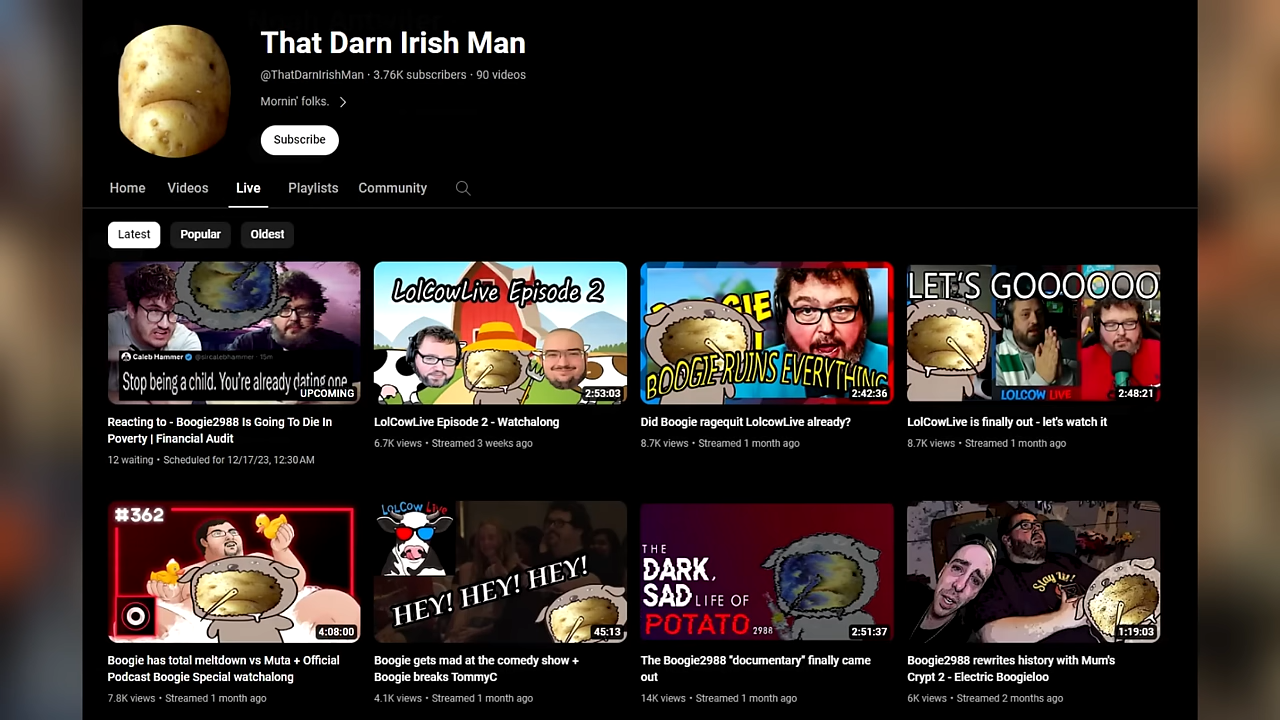 That Darn Irish Man
@ThatDarnIrishMan · 3.76K subscribers · 90 videos
Mornin' folks.
Subscribe
Home Videos Live Playlists Community
Latest Popular Oldest
Caleb Hammer @sircalebhammer · 15m
Stop being a child. You're already dating one
UPCOMING
LolCowLive Episode 2
2:53:03
BOOGIE RUINS EVERYTHING
2:42:36
LET'S GOOOOOO
LOLCOW LIVE
2:48:21
Reacting to - Boogie2988 Is Going To Die In
Poverty | Financial Audit
12 waiting • Scheduled for 12/17/23, 12:30 AM
LolCowLive Episode 2 - Watchalong
6.7K views • Streamed 3 weeks ago
Did Boogie ragequit LolcowLive already?
8.7K views • Streamed 1 month ago
LolCowLive is finally out - let's watch it
8.7K views • Streamed 1 month ago
#362
4:08:00
LOLCOW Live
HEY! HEY! HEY!
45:13
THE
DARK,
SAD LIFE OF
POTATO 2988
2:51:37
Slay 'Em!
1:19:03
Boogie has total meltdown vs Muta + Official
Podcast Boogie Special watchalong
7.8K views • Streamed 1 month ago
Boogie gets mad at the comedy show +
Boogie breaks TommyC
4.1K views • Streamed 1 month ago
The Boogie2988 "documentary" finally came
out
14K views • Streamed 1 month ago
Boogie2988 rewrites history with Mum's
Crypt 2 - Electric Boogieloo
6K views • Streamed 2 months ago